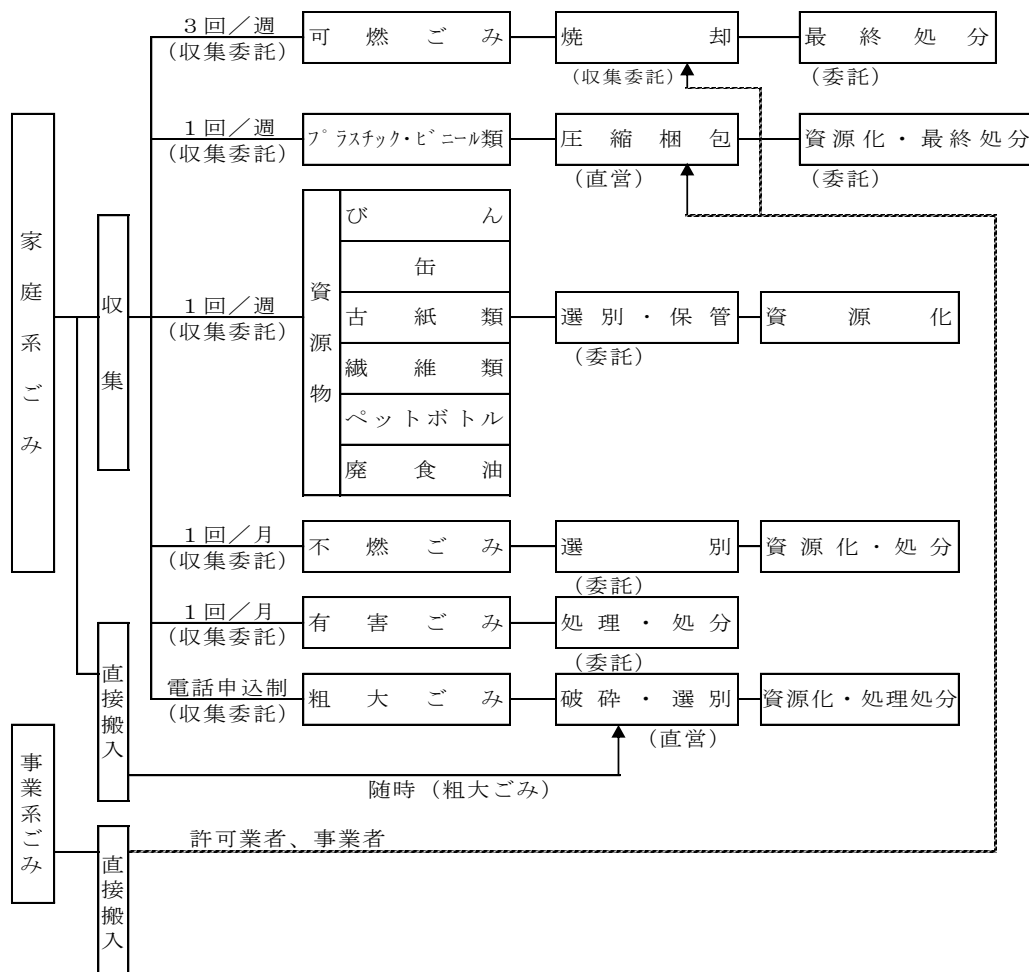 3回／週
(収集委託)
可燃ごみ
焼却
(収集委託)
最終処分
(委託)
1回／週
(収集委託)
プラスチック・ビニール類
圧縮梱包
(直営)
資源化・最終処分
(委託)
家庭系ごみ
収集
1回／週
(収集委託)
資源物
びん
缶
古紙類
繊維類
ペットボトル
廃食油
選別・保管
(委託)
資源化
1回／月
(収集委託)
不燃ごみ
選別
(委託)
資源化・処分
1回／月
(収集委託)
有害ごみ
処理・処分
(委託)
電話申込制
(収集委託)
粗大ごみ
破砕・選別
(直営)
資源化・処理処分
直接搬入
随時（粗大ごみ）
事業系ごみ
直接搬入
許可業者、事業者